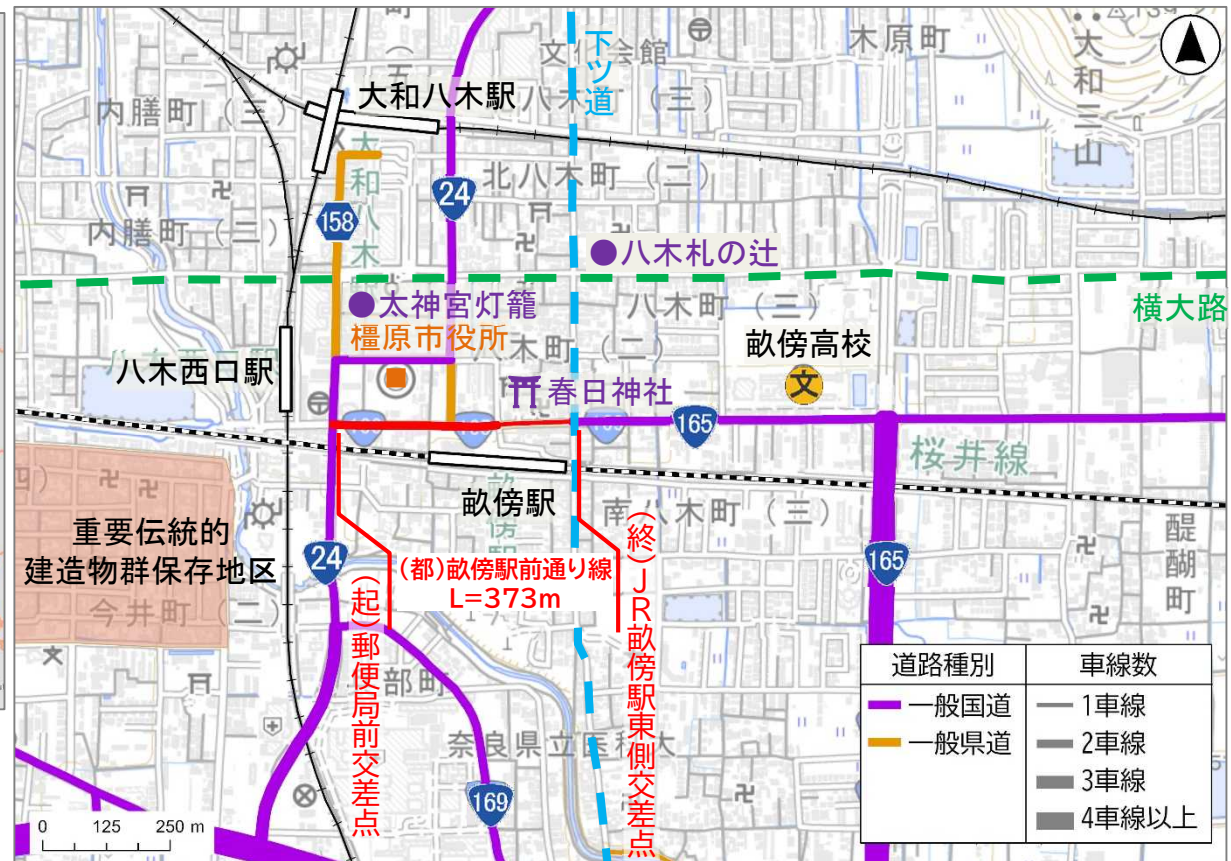 文
会館
木原町
大和三山
下ツ道
大和八木駅
八木
(三)
内膳町(三)
北八木町(二)
24
158
内膳町(三)
●八木札の辻
横大路
●太神宮灯籠
橿原市役所
八木町(三)
八木町(二)
畝傍高校
文
八木西口駅
春日神社
165
桜井線
畝傍駅
南八木町(三)
重要伝統的
建造物群保存地区
今井町(二)
24
(都)畝傍駅前通り線
L=373m
(起)郵便局前交差点
(終)JR畝傍駅東側交差点
165
醍醐町
奈良県立医科大
169
道路種別
車線数
一般国道
一般県道
1車線
2車線
3車線
4車線以上
0 125 250 m